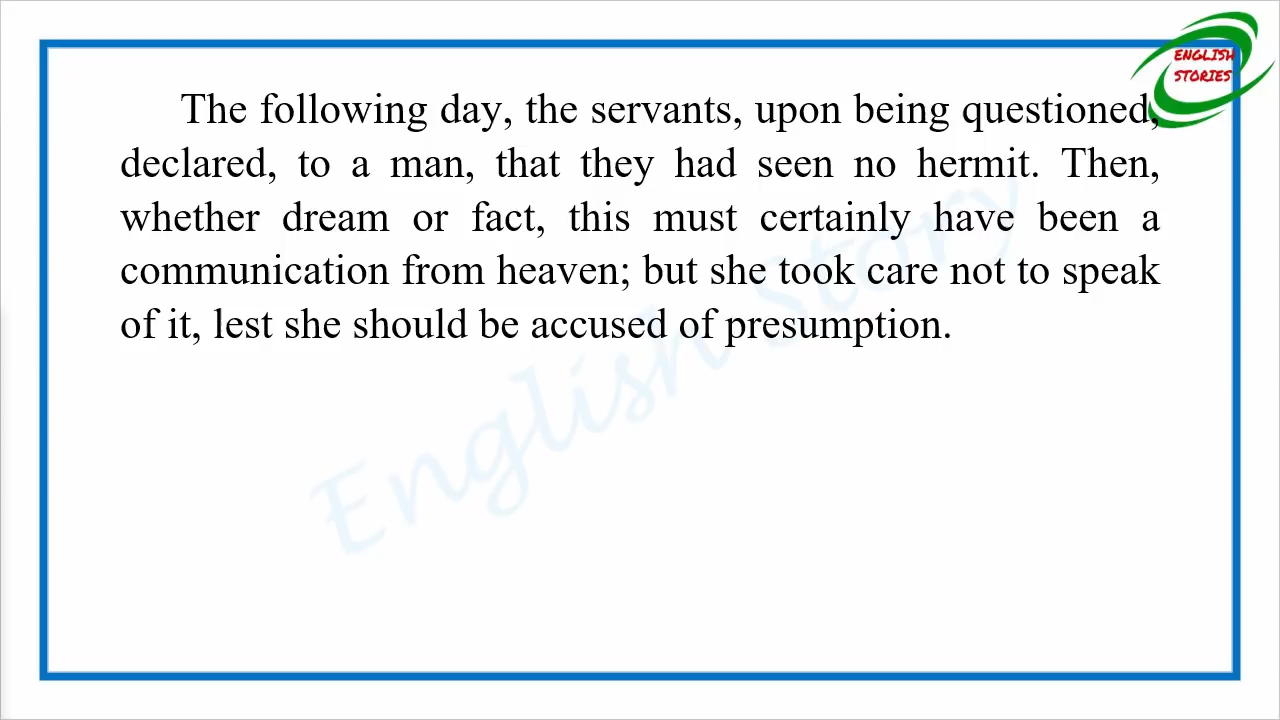 ENGLISH
STORIES
The following day, the servants, upon being questioned,
declared, to a man, that they had seen no hermit. Then,
whether dream or fact, this must certainly have been a
communication from heaven; but she took care not to speak
of it, lest she should be accused of presumption.
English Story